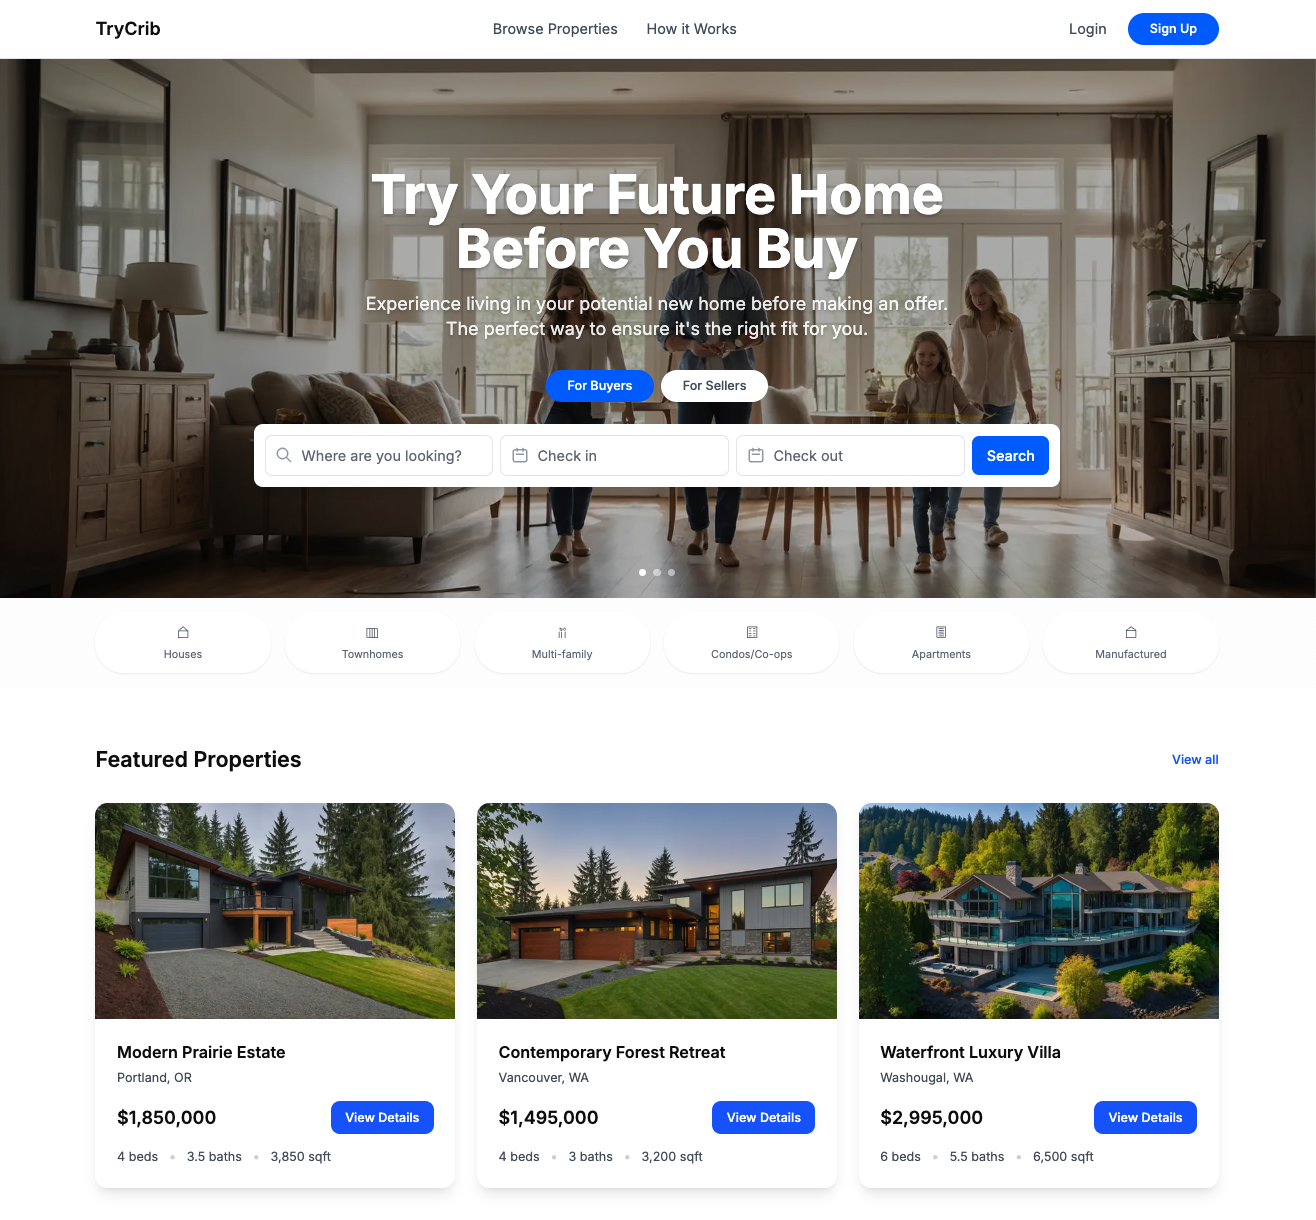 TryCrib
Browse Properties
How it Works
Login
Sign Up
Try Your Future Home
Before You Buy
Experience living in your potential new home before making an offer.
The perfect way to ensure it's the right fit for you.
For Buyers
For Sellers
Where are you looking?
Check in
Check out
Search
Houses
Townhomes
Multi-family
Condos/Co-ops
Apartments
Manufactured
Featured Properties
View all
Modern Prairie Estate
Portland, OR
$1,850,000
View Details
4 beds • 3.5 baths • 3,850 sqft
Contemporary Forest Retreat
Vancouver, WA
$1,495,000
View Details
4 beds • 3 baths • 3,200 sqft
Waterfront Luxury Villa
Washougal, WA
$2,995,000
View Details
6 beds • 5.5 baths • 6,500 sqft